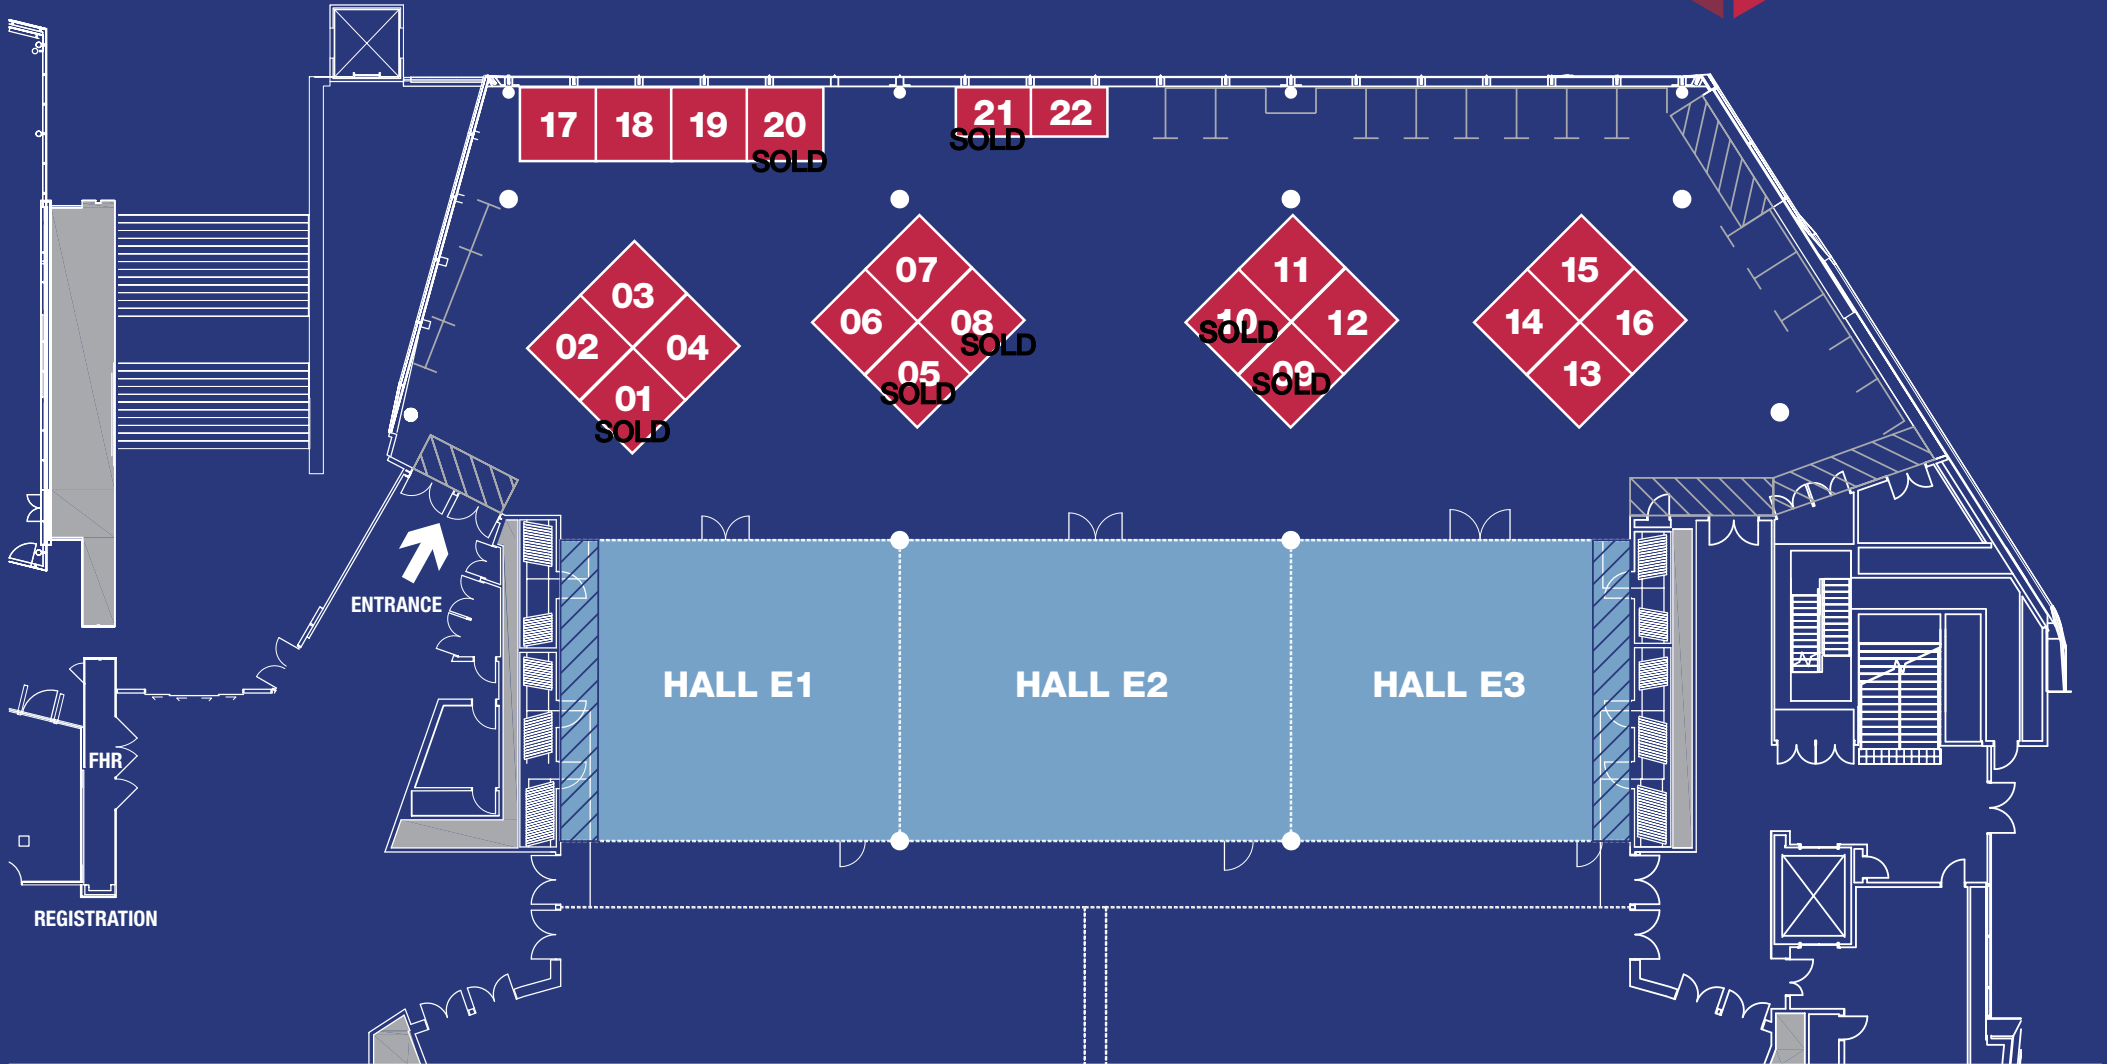 17 18 19 20 21 22
SOLD SOLD
03
02 04
01
SOLD
07
06 08
SOLD
05
SOLD
11
10 12
SOLD
09
SOLD
15
14 16
13
ENTRANCE
HALL E1 HALL E2 HALL E3
FHR
REGISTRATION